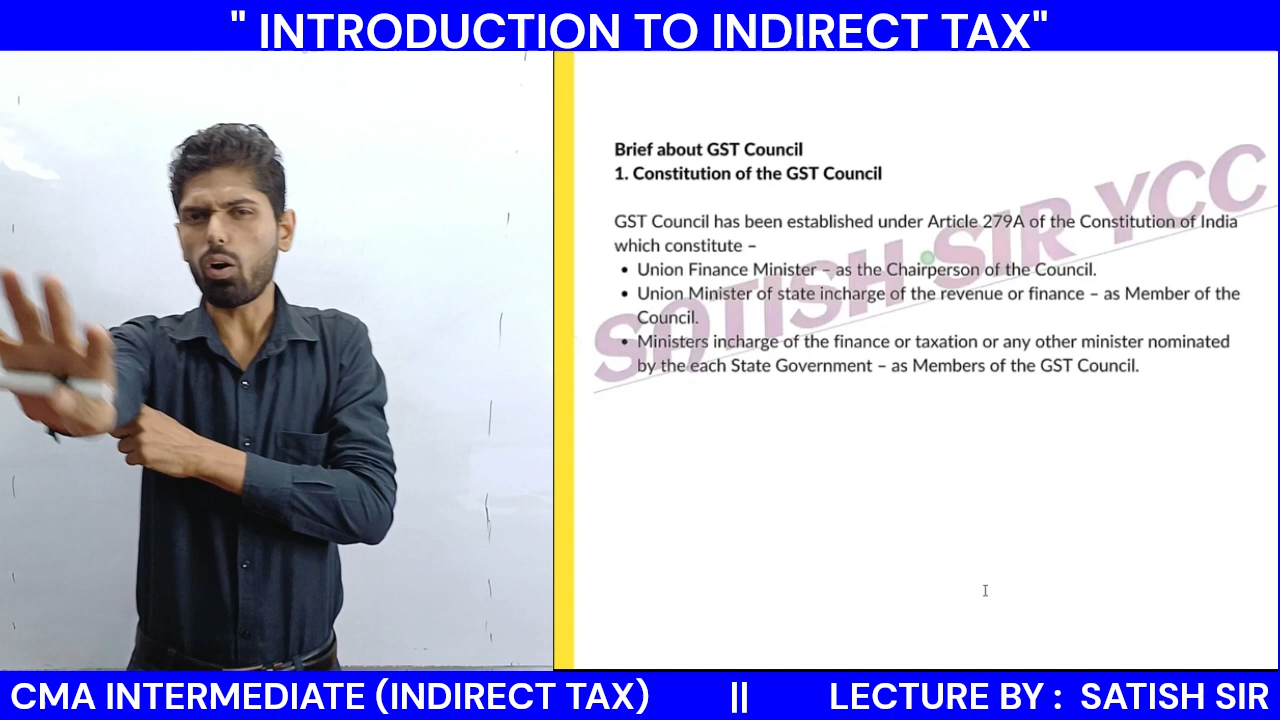 " INTRODUCTION TO INDIRECT TAX"
Brief about GST Council
1. Constitution of the GST Council
GST Council has been established under Article 279A of the Constitution of India
which constitute –
• Union Finance Minister – as the Chairperson of the Council.
• Union Minister of state incharge of the revenue or finance – as Member of the
Council.
• Ministers incharge of the finance or taxation or any other minister nominated
by the each State Government – as Members of the GST Council.
SATISH SIR YCC
CMA INTERMEDIATE (INDIRECT TAX) || LECTURE BY : SATISH SIR